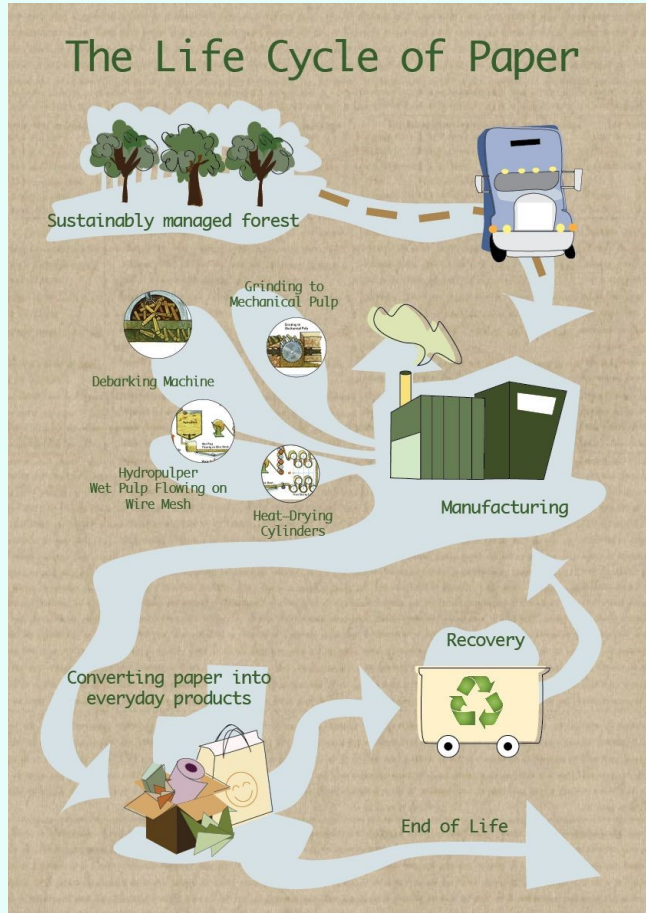 The Life Cycle of Paper
Sustainably managed forest
Grinding to
Mechanical Pulp
Debarking Machine
Hydropulper
Wet Pulp Flowing on
Wire Mesh
Heat-Drying
Cylinders
Manufacturing
Recovery
Converting paper into
everyday products
End of Life